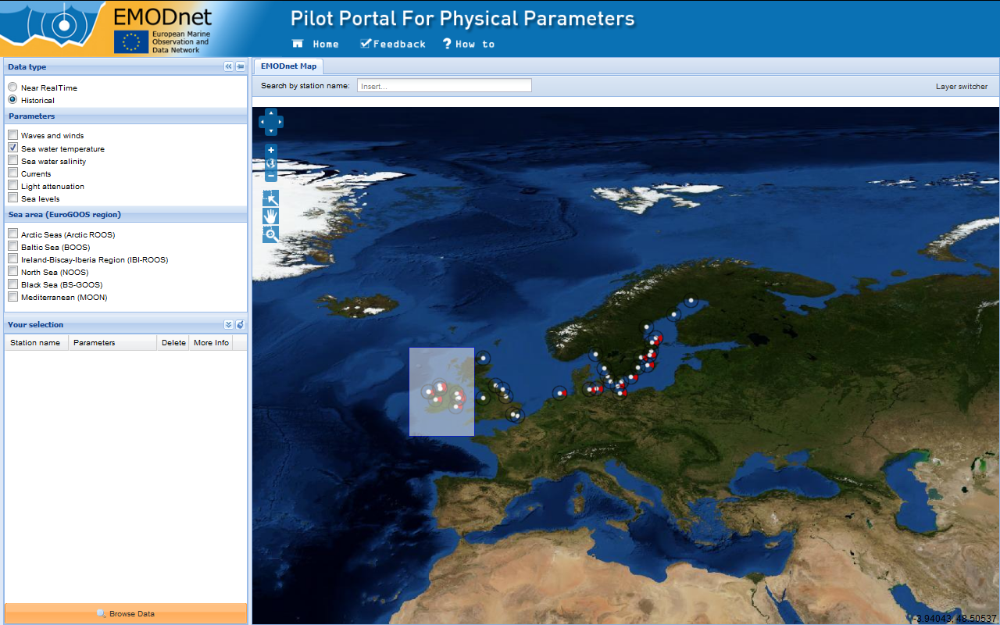 EMODnet
European Marine
Observation and
Data Network
Pilot Portal For Physical Parameters
Home Feedback ? How to
Data type
Near RealTime
Historical
Parameters
Waves and winds
Sea water temperature
Sea water salinity
Currents
Light attenuation
Sea levels
Sea area (EuroGOOS region)
Arctic Seas (Arctic ROOS)
Baltic Sea (BOOS)
Ireland-Biscay-Iberia Region (IBI-ROOS)
North Sea (NOOS)
Black Sea (BS-GOOS)
Mediterranean (MOON)
Your selection
Station name Parameters Delete More Info
Browse Data
EMODnet Map
Search by station name: Insert... Layer switcher
-3.94043, 48.50537